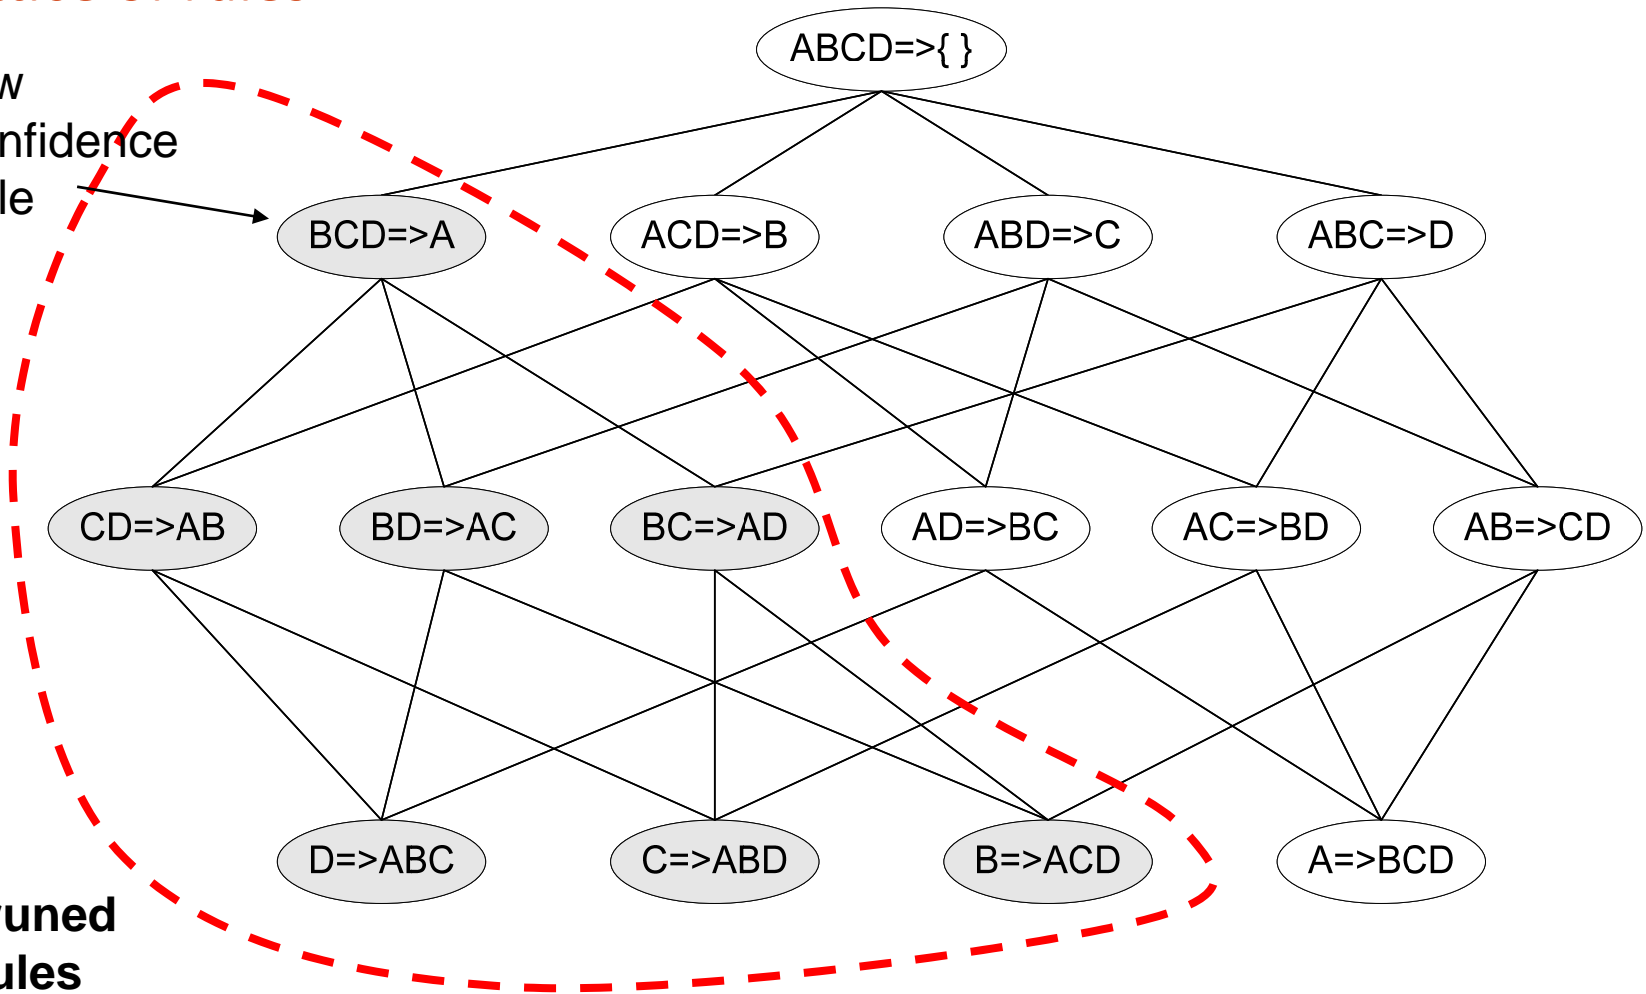 ABCD=>{ }
w
nfidence
le
BCD=>A
ACD=>B
ABD=>C
ABC=>D
CD=>AB
BD=>AC
BC=>AD
AD=>BC
AC=>BD
AB=>CD
D=>ABC
C=>ABD
B=>ACD
A=>BCD
uned
ules